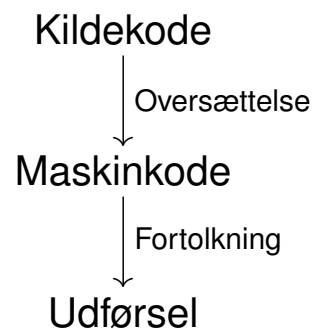 Kildekode
Oversættelse
Maskinkode
Fortolkning
Udførsel